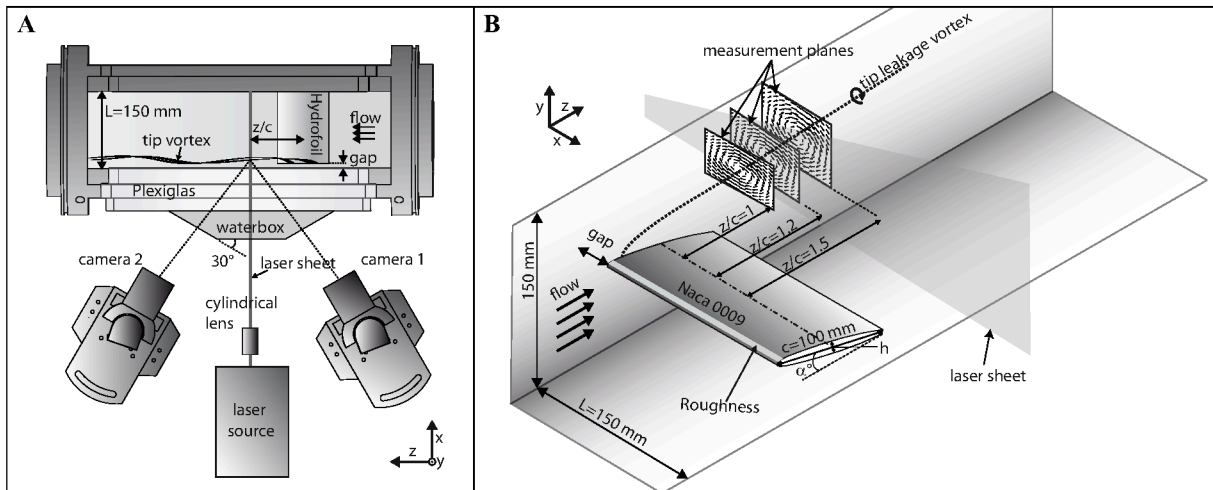 A
L=150 mm
tip vortex
z/c
Hydrofoil
flow
gap
Plexiglas
waterbox
30°
camera 2
laser sheet
camera 1
cylindrical
lens
laser
source
x
z
y
B
measurement planes
tip leakage vortex
y
z
x
z/c=1
z/c=1,2
z/c=1.5
gap
150 mm
flow
Naca 0009
c=100 mm
h
α°
laser sheet
Roughness
L=150 mm